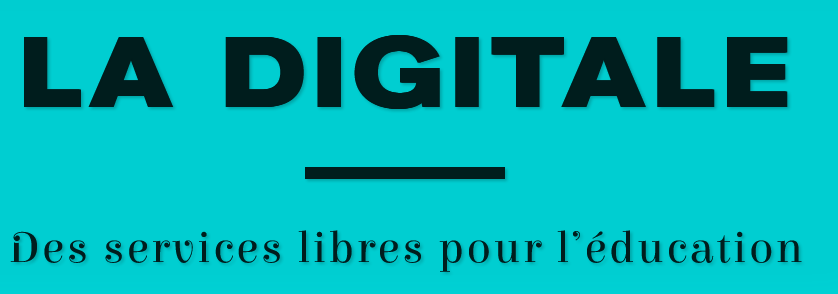 LA DIGITALE
Des services libres pour l’éducation